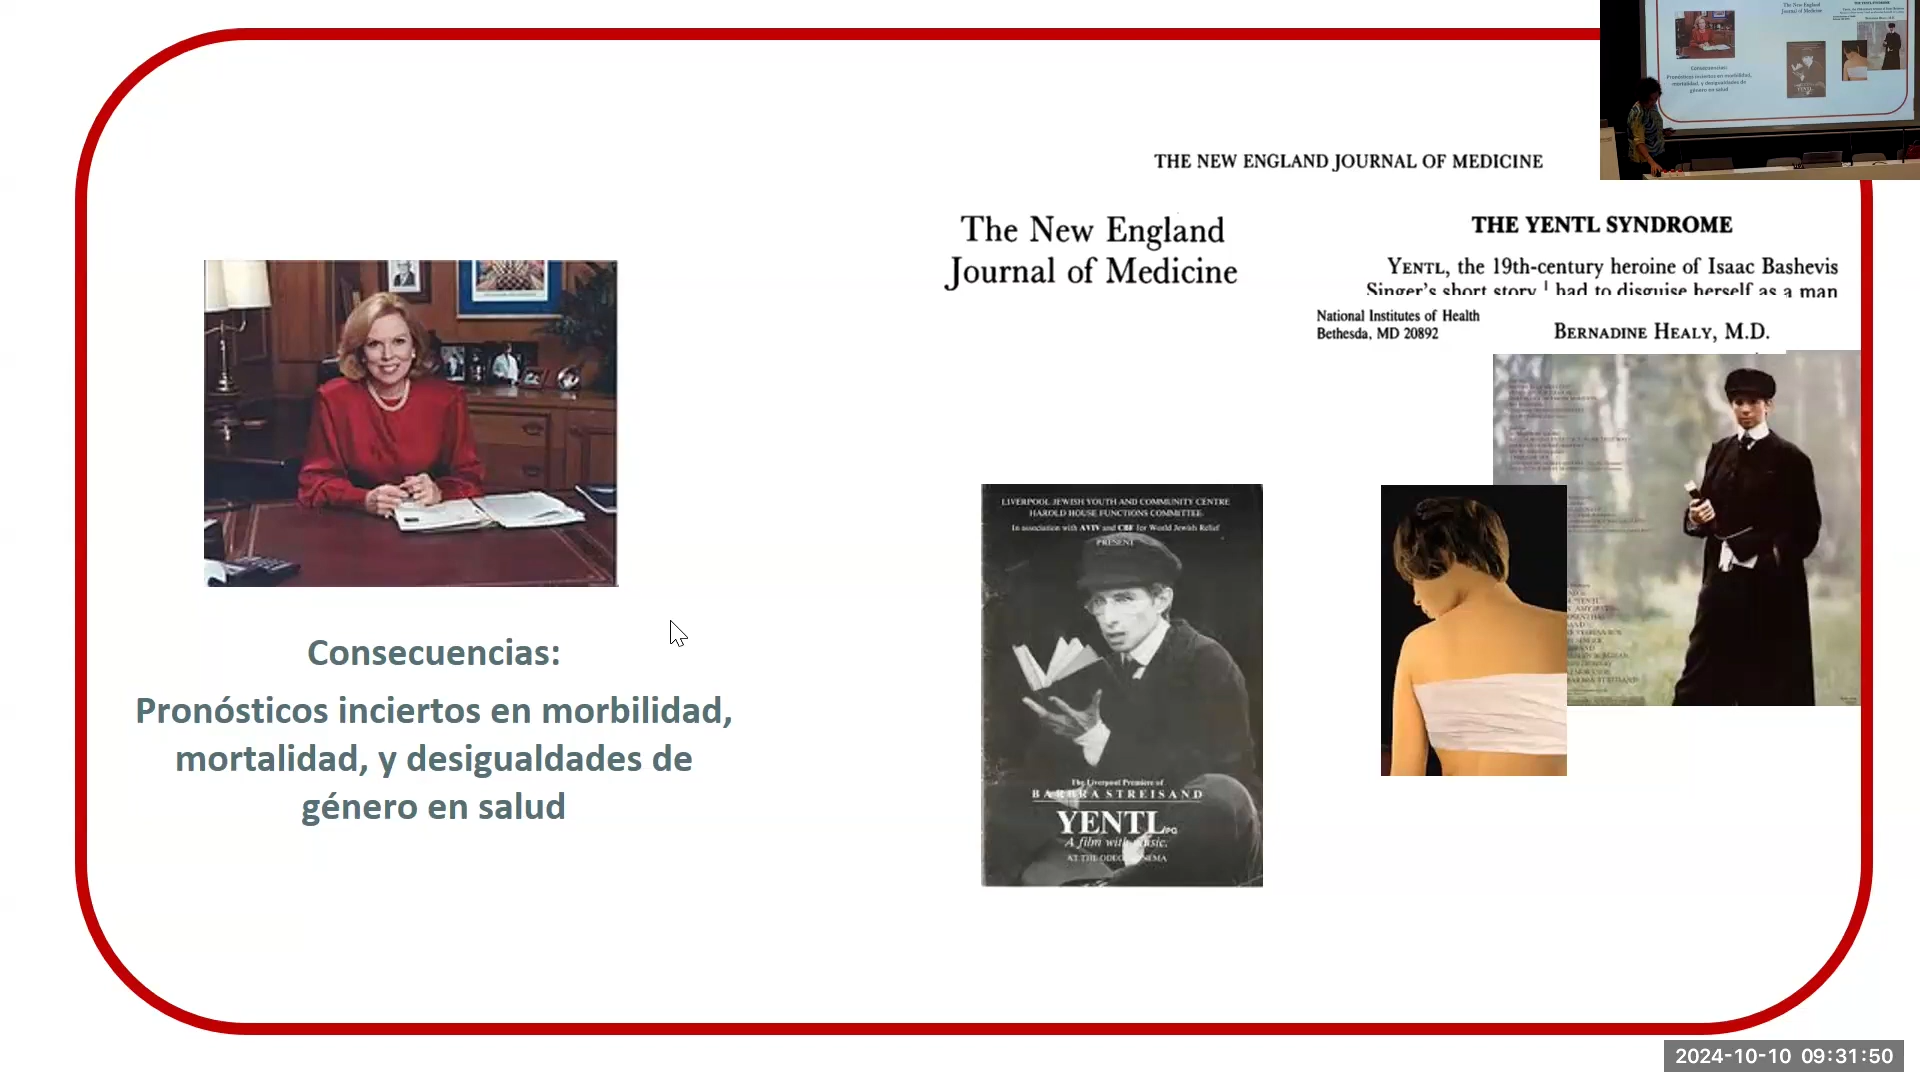 THE NEW ENGLAND JOURNAL OF MEDICINE
The New England
Journal of Medicine
THE YENTL SYNDROME
YENTL, the 19th-century heroine of Isaac Bashevis
Singer's short story,¹ had to disguise herself as a man
National Institutes of Health
Bethesda, MD 20892
BERNADINE HEALY, M.D.
Consecuencias:
Pronósticos inciertos en morbilidad,
mortalidad, y desigualdades de
género en salud
LIVERPOOL JEWISH YOUTH AND COMMUNITY CENTRE
HAROLD HOUSE FUNCTIONS COMMITTEE
In association with AVIV and CBF for World Jewish Relief
PRESENT
The Liverpool Premiere of
BARBRA STREISAND
YENTL PG
A film with music.
AT THE ODEON CINEMA
2024-10-10 09:31:50